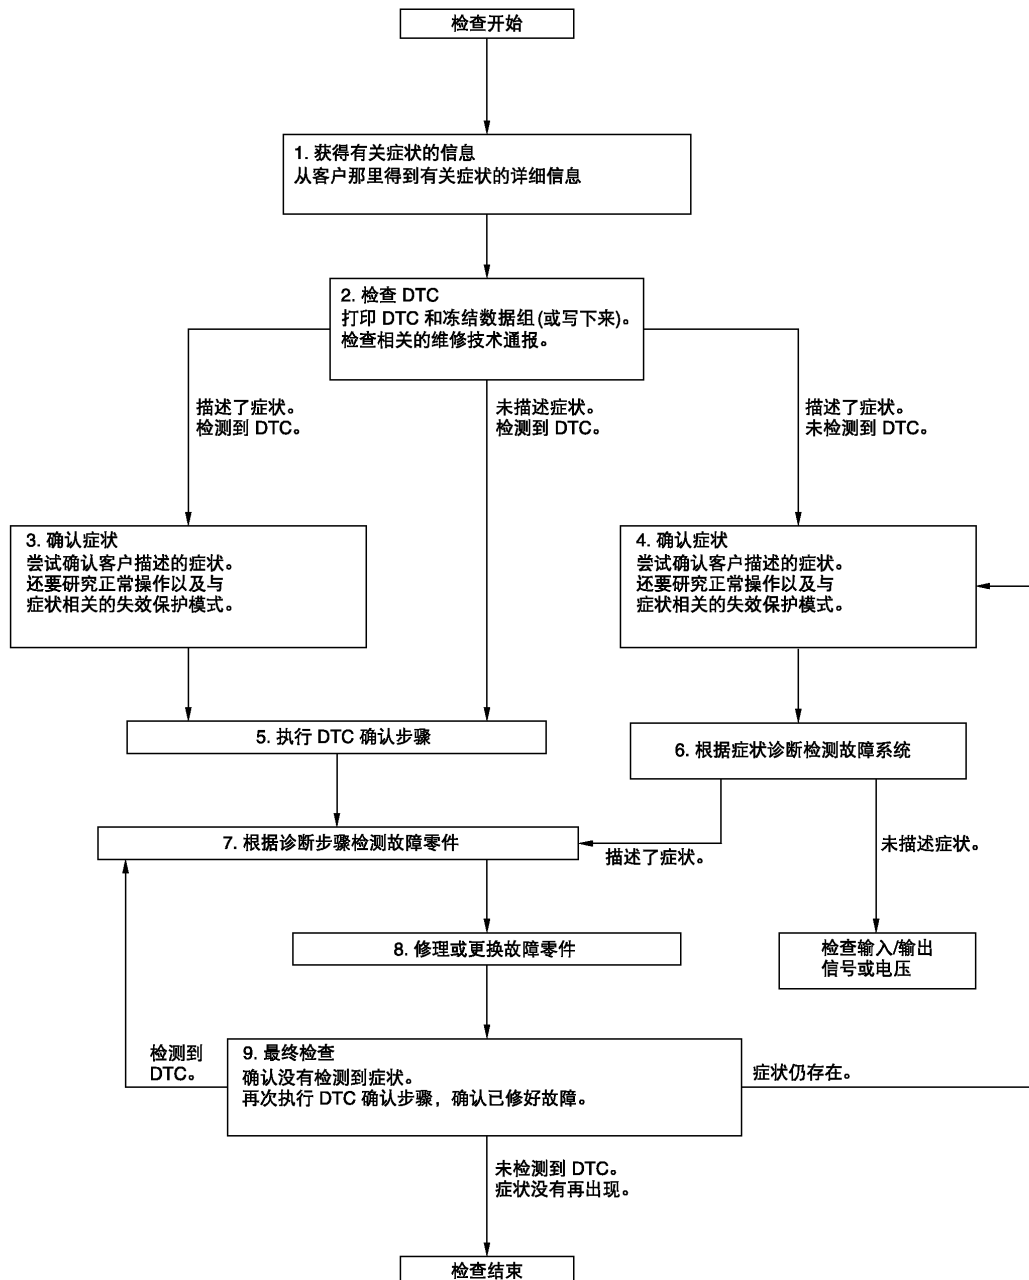 检查开始
1. 获得有关症状的信息
从客户那里得到有关症状的详细信息
2. 检查 DTC
打印 DTC 和冻结数据组(或写下来)。
检查相关的维修技术通报。
描述了症状。
检测到 DTC。
未描述症状。
检测到 DTC。
描述了症状。
未检测到 DTC。
3. 确认症状
尝试确认客户描述的症状。
还要研究正常操作以及与
症状相关的失效保护模式。
4. 确认症状
尝试确认客户描述的症状。
还要研究正常操作以及与
症状相关的失效保护模式。
5. 执行 DTC 确认步骤
6. 根据症状诊断检测故障系统
7. 根据诊断步骤检测故障零件
描述了症状。
未描述症状。
8. 修理或更换故障零件
检查输入/输出
信号或电压
检测到
DTC。
9. 最终检查
确认没有检测到症状。
再次执行 DTC 确认步骤，确认已修好故障。
症状仍存在。
未检测到 DTC。
症状没有再出现。
检查结束